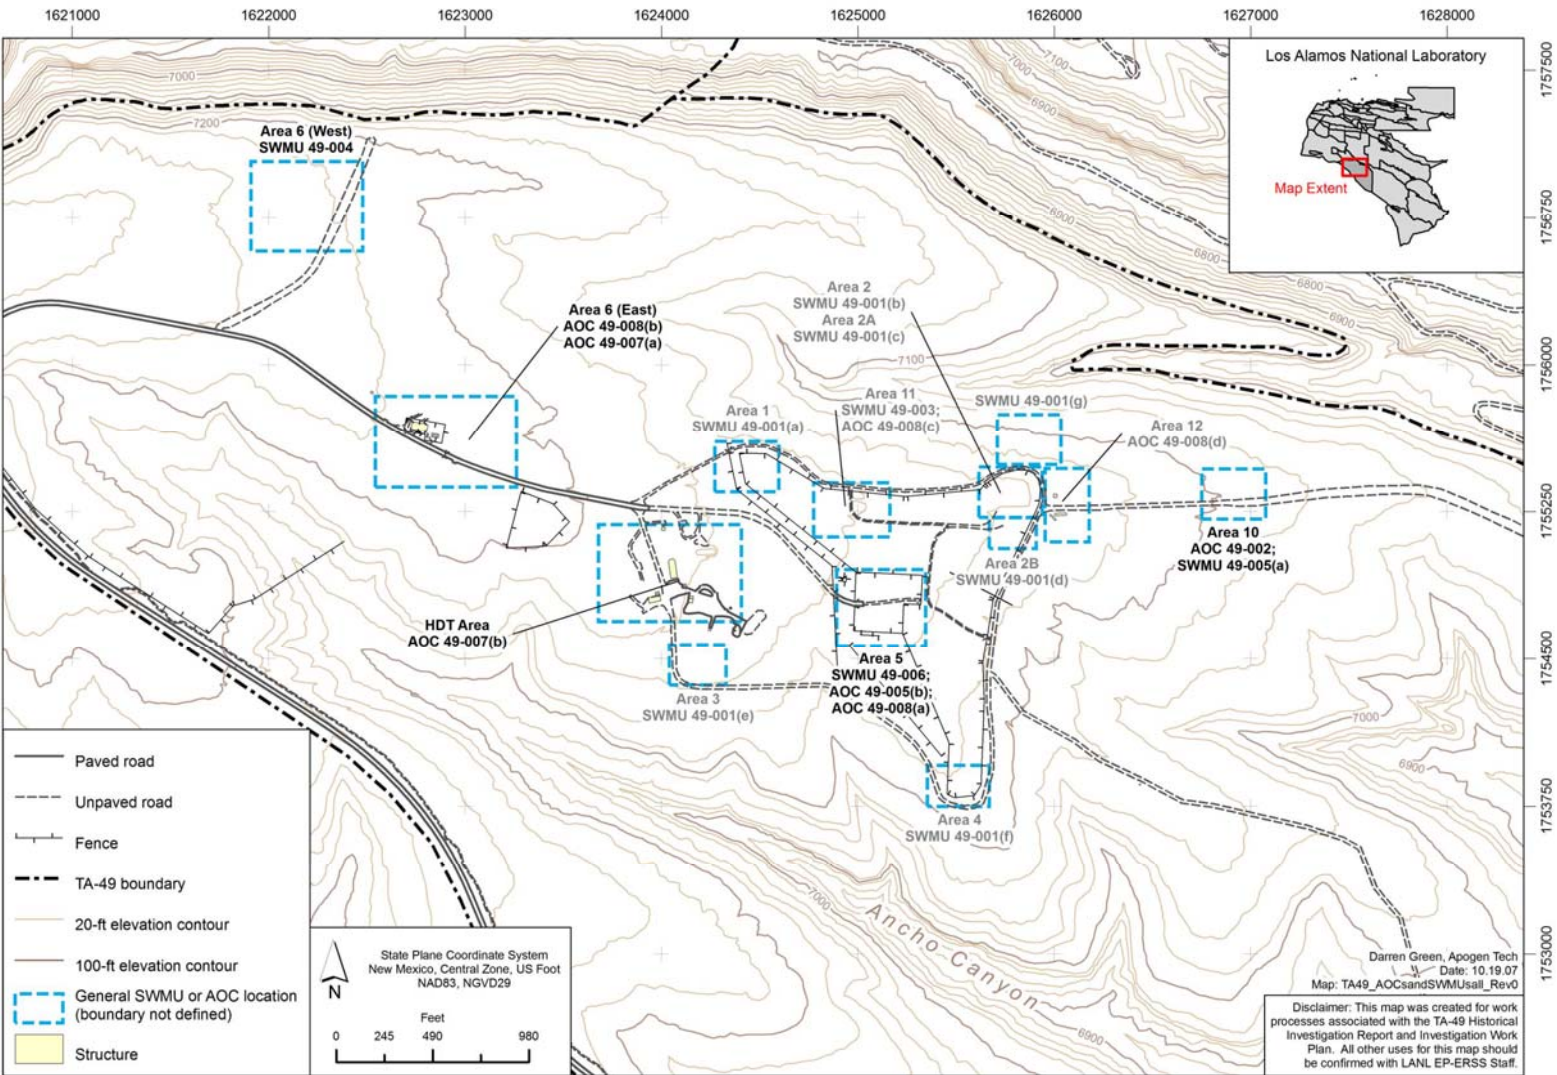 1621000
1622000
1623000
1624000
1625000
1626000
1627000
1628000
7000
7200
Area 6 (West)
SWMU 49-004
7100
7000
6900
Los Alamos National Laboratory
Map Extent
1757500
1756750
1756000
1755250
1754500
1753750
1753000
6900
6800
6800
6900
Area 6 (East)
AOC 49-008(b)
AOC 49-007(a)
Area 2
SWMU 49-001(b)
Area 2A
SWMU 49-001(c)
7100
Area 1
SWMU 49-001(a)
Area 11
SWMU 49-003;
AOC 49-008(c)
SWMU 49-001(g)
Area 12
AOC 49-008(d)
Area 10
AOC 49-002;
SWMU 49-005(a)
Area 2B
SWMU 49-001(d)
HDT Area
AOC 49-007(b)
Area 5
SWMU 49-006;
AOC 49-005(b);
AOC 49-008(a)
Area 3
SWMU 49-001(e)
7000
6900
Area 4
SWMU 49-001(f)
7000
Ancho Canyon
6900
Paved road
Unpaved road
Fence
TA-49 boundary
20-ft elevation contour
100-ft elevation contour
General SWMU or AOC location
(boundary not defined)
Structure
N
State Plane Coordinate System
New Mexico, Central Zone, US Foot
NAD83, NGVD29
Feet
0 245 490 980
Darren Green, Apogen Tech
Date: 10.19.07
Map: TA49_AOCsandSWMUsall_Rev0
Disclaimer: This map was created for work
processes associated with the TA-49 Historical
Investigation Report and Investigation Work
Plan. All other uses for this map should
be confirmed with LANL EP-ERSS Staff.